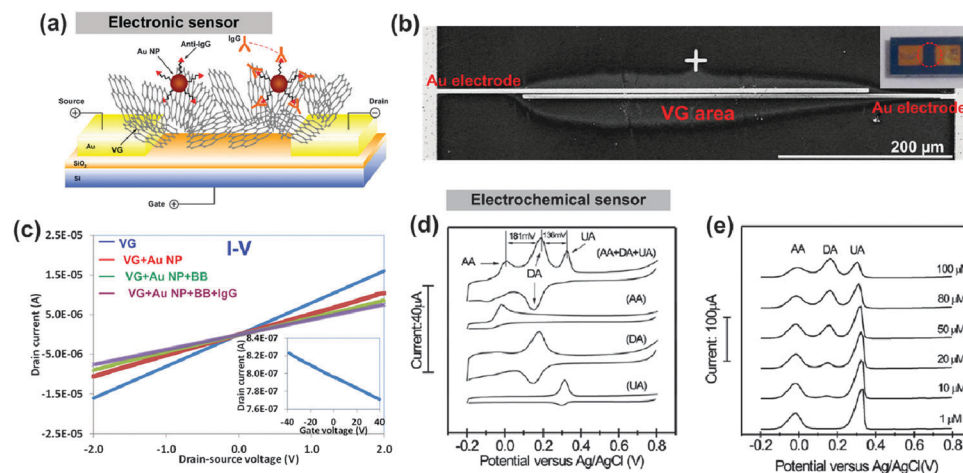 (a)
Electronic sensor
Au NP
Anti-IgG
IgG
Source
Drain
Au
VG
SiO₂
Si
Gate
(b)
Au electrode
VG area
Au electrode
200 µm
(c)
I-V
VG
VG+Au NP
VG+Au NP+BB
VG+Au NP+BB+IgG
Drain current (A)
2.5E-05
1.5E-05
5.0E-06
-5.0E-06
-1.5E-05
-2.5E-05
-2.0 -1.0 0.0 1.0 2.0
Drain-source voltage (V)
Drain current (A)
8.4E-07
8.2E-07
8.0E-07
7.8E-07
7.6E-07
-40 -20 0 20 40
Gate voltage (V)
Electrochemical sensor
(d)
181mV 136mV
AA
DA
UA
(AA+DA+UA)
(AA)
(DA)
(UA)
Current:40µA
-0.2 0.0 0.2 0.4 0.6 0.8
Potential versus Ag/AgCl (V)
(e)
AA DA UA
100 µM
80 µM
50 µM
20 µM
10 µM
1 µM
Current: 100µA
-0.2 0.0 0.2 0.4 0.6 0.8
Potential versus Ag/AgCl(V)